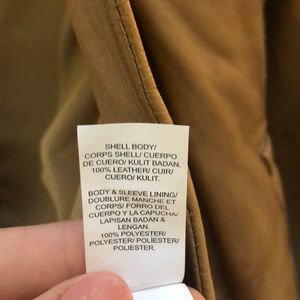 SHELL BODY/
CORPS SHELL/ CUERPO
DE CUERO/ KULIT BADAN.
100% LEATHER/ CUIR/
CUERO/ KULIT.
BODY & SLEEVE LINING/
DOUBLURE MANCHE ET
CORPS/ FORRO DEL
CUERPO Y LA CAPUCHA/
LAPISAN BADAN &
LENGAN.
100% POLYESTER/
POLYESTER/ POLÍESTER/
POLIESTER.